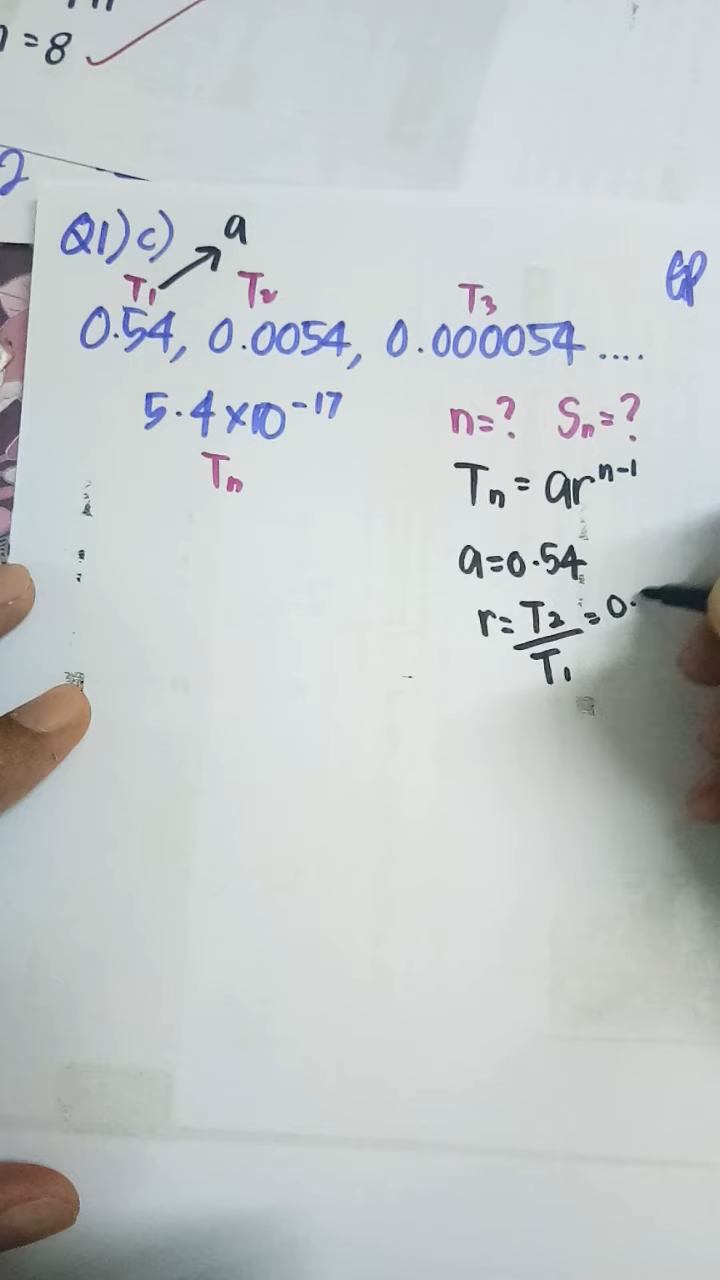 n = 8
2
Q1) c) a
GP
T₁ T₂ T₃
0.54, 0.0054, 0.000054 ....
5.4×10⁻¹⁷ n=? Sₙ=?
Tₙ Tₙ = arⁿ⁻¹
a=0.54
r= T₂/T₁ = 0.